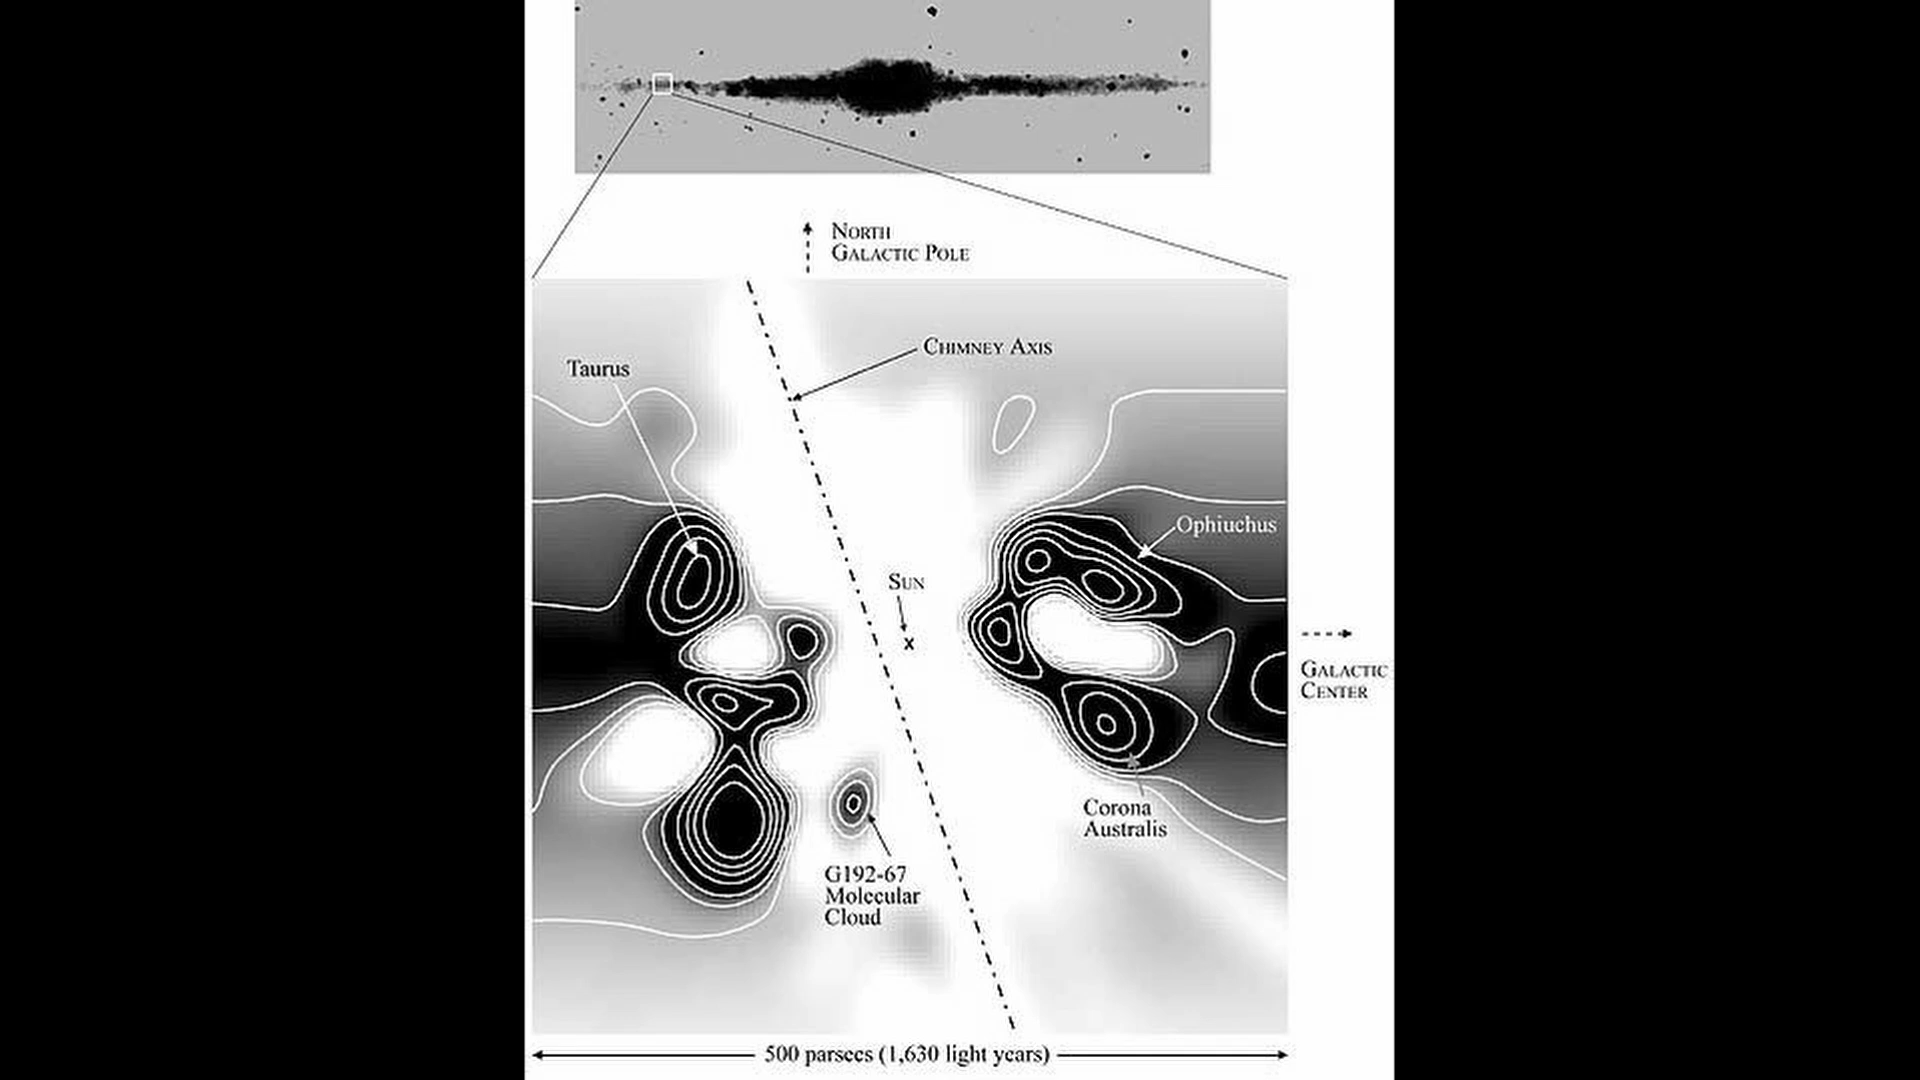 North
Galactic Pole
Chimney Axis
Taurus
Ophiuchus
Sun
x
Galactic
Center
Corona
Australis
G192-67
Molecular
Cloud
500 parsecs (1,630 light years)